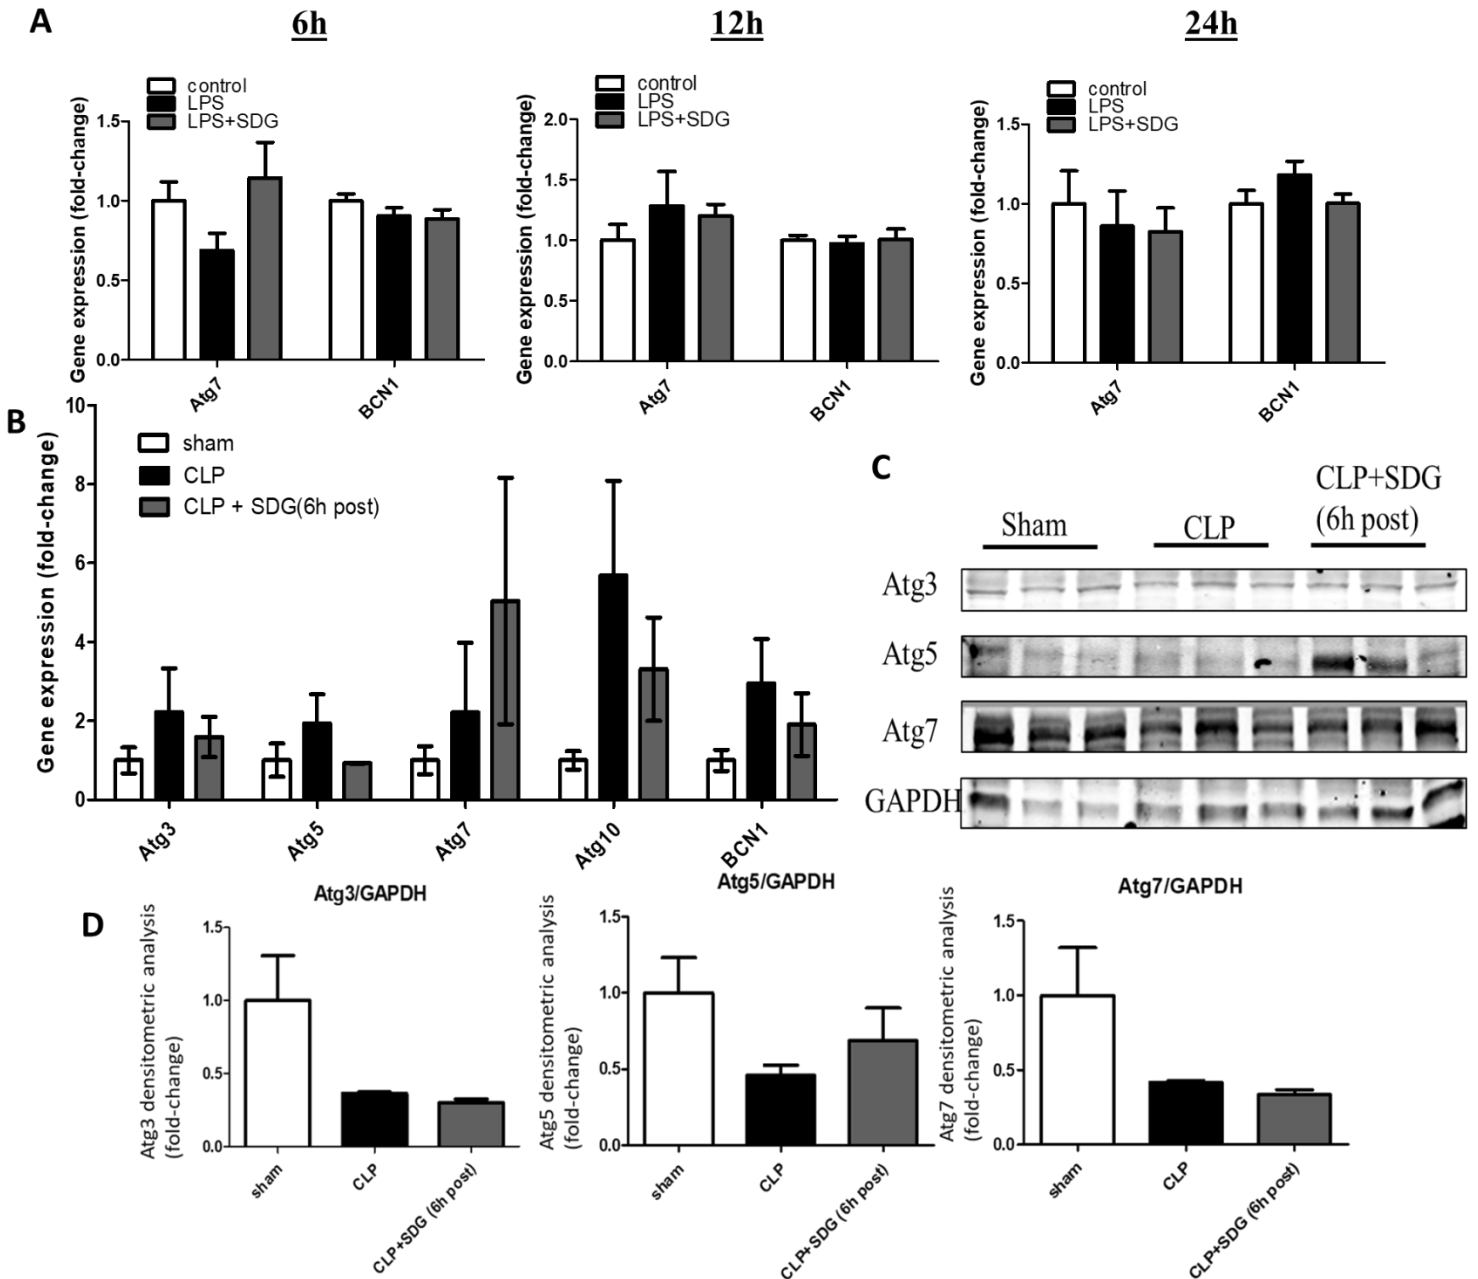 A
6h
12h
24h
control
LPS
LPS+SDG
Gene expression (fold-change)
1.5
1.0
0.5
0.0
Atg7
BCN1
control
LPS
LPS+SDG
Gene expression (fold-change)
2.0
1.5
1.0
0.5
0.0
Atg7
BCN1
control
LPS
LPS+SDG
Gene expression (fold-change)
1.5
1.0
0.5
0.0
Atg7
BCN1
B
sham
CLP
CLP + SDG(6h post)
Gene expression (fold-change)
10
8
6
4
2
0
Atg3
Atg5
Atg7
Atg10
BCN1
C
Sham
CLP
CLP+SDG
(6h post)
Atg3
Atg5
Atg7
GAPDH
D
Atg3/GAPDH
Atg3 densitometric analysis
(fold-change)
1.5
1.0
0.5
0.0
sham
CLP
CLP+SDG (6h post)
Atg5/GAPDH
Atg5 densitometric analysis
(fold-change)
1.5
1.0
0.5
0.0
sham
CLP
CLP+SDG (6h post)
Atg7/GAPDH
Atg7 densitometric analysis
(fold-change)
1.5
1.0
0.5
0.0
sham
CLP
CLP+SDG (6h post)